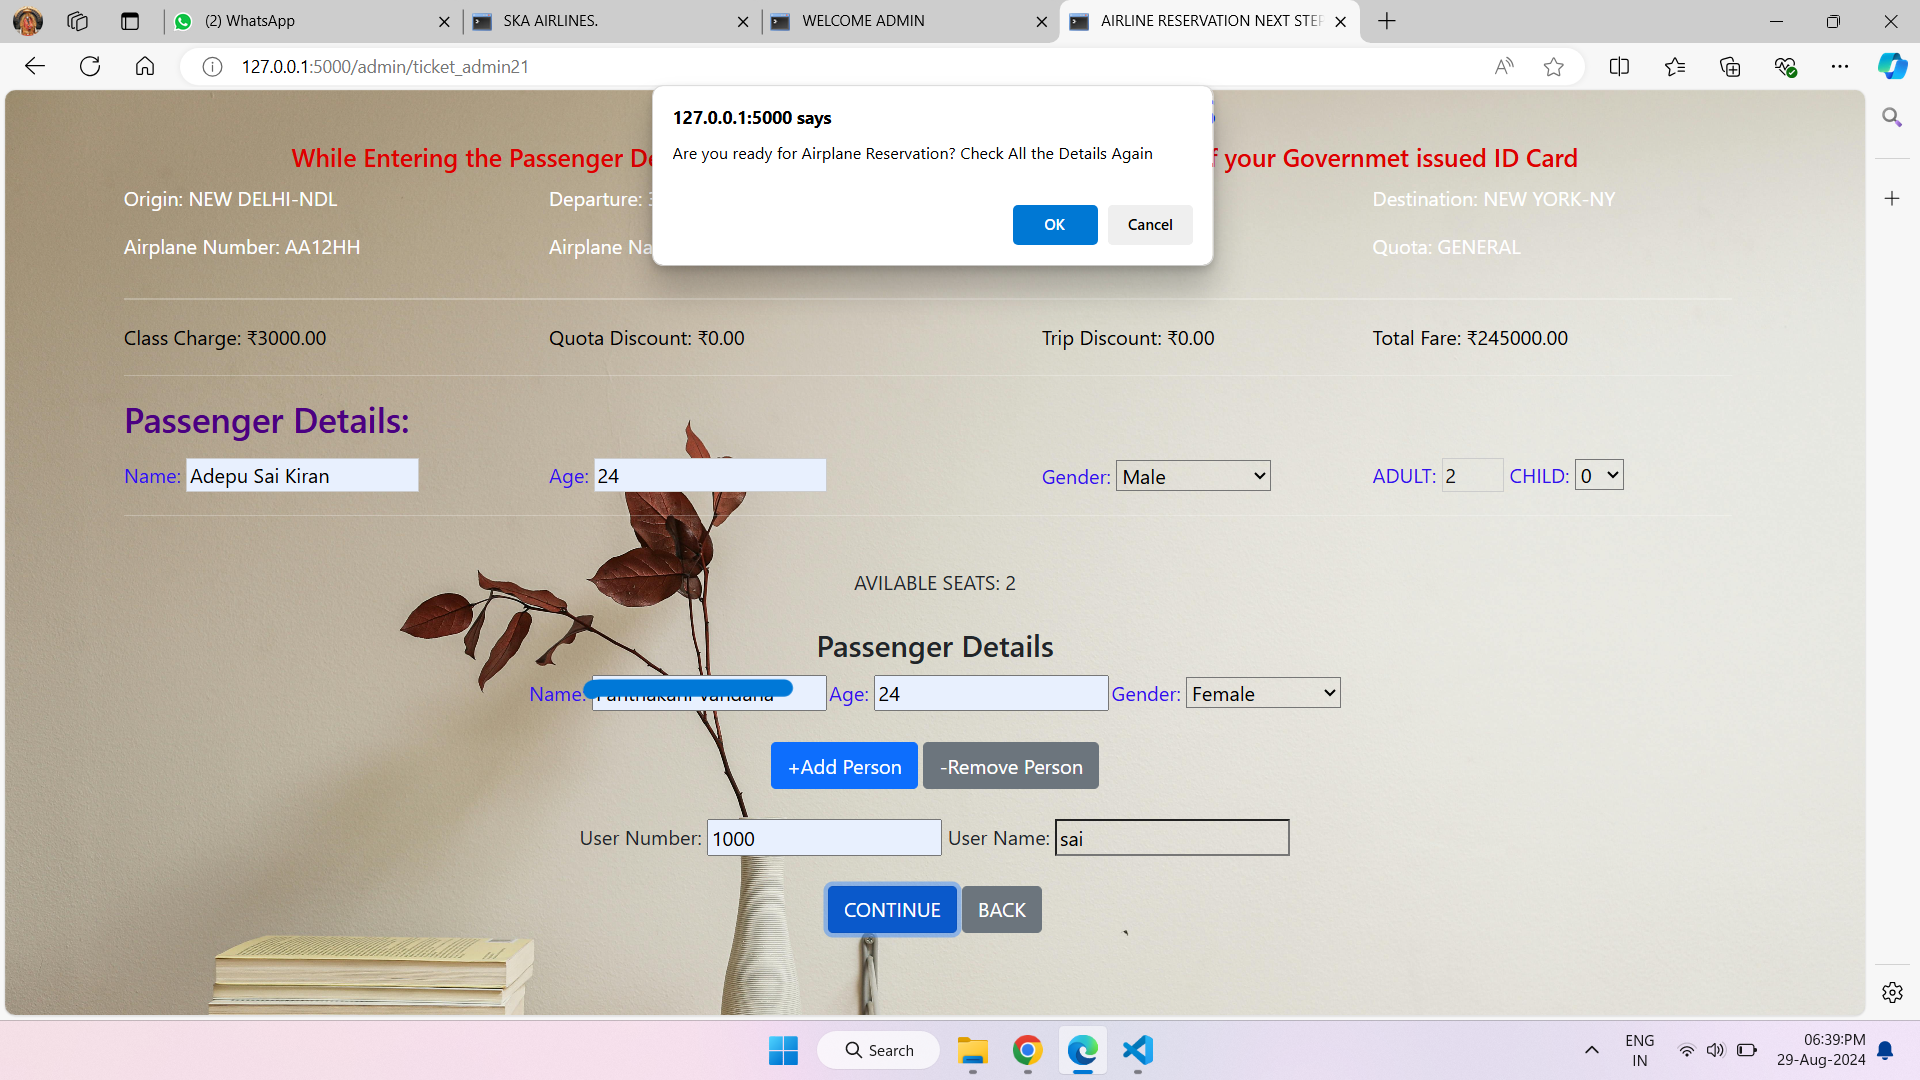 (2) WhatsApp
SKA AIRLINES.
WELCOME ADMIN
AIRLINE RESERVATION NEXT STEP
127.0.0.1:5000/admin/ticket_admin21
127.0.0.1:5000 says
Are you ready for Airplane Reservation? Check All the Details Again
OK Cancel
While Entering the Passenger De
f your Governmet issued ID Card
Origin: NEW DELHI-NDL Departure: Destination: NEW YORK-NY
Airplane Number: AA12HH Airplane Na Quota: GENERAL
Class Charge: ₹3000.00 Quota Discount: ₹0.00 Trip Discount: ₹0.00 Total Fare: ₹245000.00
Passenger Details:
Name: Adepu Sai Kiran Age: 24 Gender: Male ADULT: 2 CHILD: 0
AVILABLE SEATS: 2
Passenger Details
Name: Age: 24 Gender: Female
+Add Person -Remove Person
User Number: 1000 User Name: sai
CONTINUE BACK
Search
ENG
IN
06:39:PM
29-Aug-2024